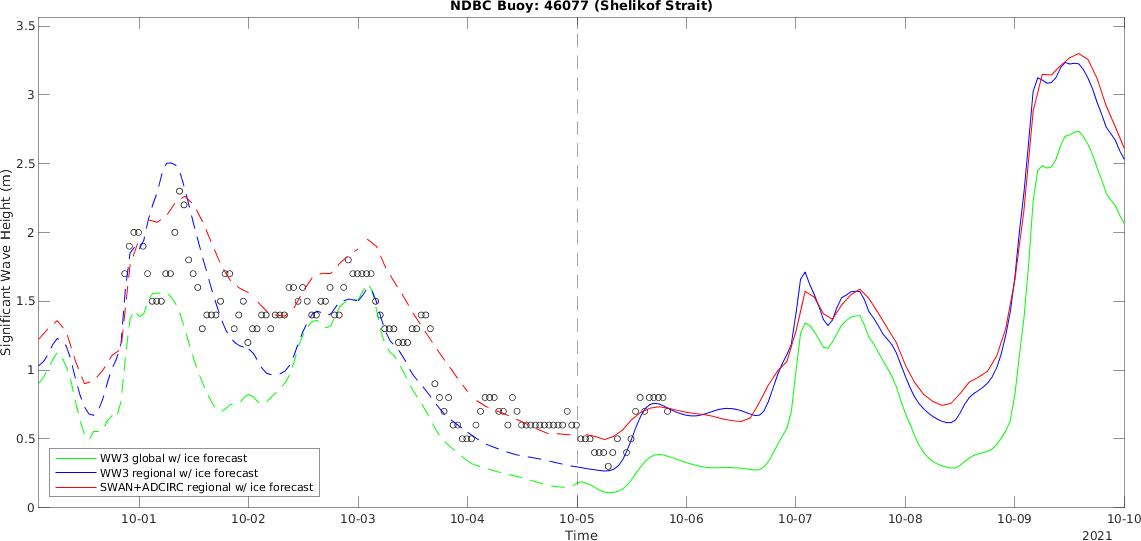 NDBC Buoy: 46077 (Shelikof Strait)
3.5
3
2.5
2
1.5
1
0.5
0
Significant Wave Height (m)
WW3 global w/ ice forecast
WW3 regional w/ ice forecast
SWAN+ADCIRC regional w/ ice forecast
10-01 10-02 10-03 10-04 10-05 10-06 10-07 10-08 10-09 10-10
Time
2021